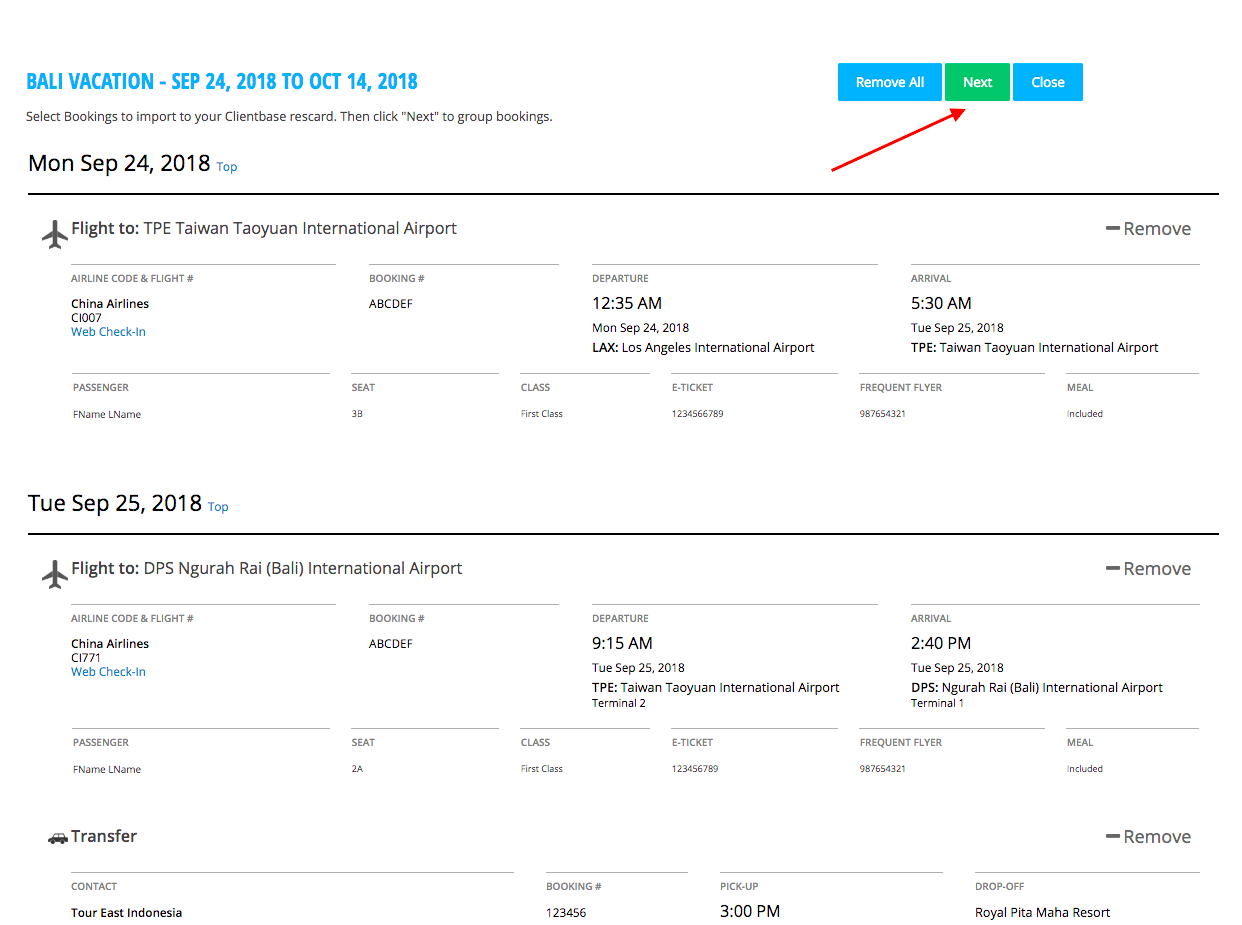 BALI VACATION - SEP 24, 2018 TO OCT 14, 2018
Remove All Next Close
Select Bookings to import to your Clientbase rescard. Then click "Next" to group bookings.
Mon Sep 24, 2018 Top
Flight to: TPE Taiwan Taoyuan International Airport
Remove
AIRLINE CODE & FLIGHT # BOOKING # DEPARTURE ARRIVAL
China Airlines ABCDEF 12:35 AM 5:30 AM
CI007
Web Check-In Mon Sep 24, 2018 Tue Sep 25, 2018
LAX: Los Angeles International Airport TPE: Taiwan Taoyuan International Airport
PASSENGER SEAT CLASS E-TICKET FREQUENT FLYER MEAL
FName LName 3B First Class 1234566789 987654321 Included
Tue Sep 25, 2018 Top
Flight to: DPS Ngurah Rai (Bali) International Airport
Remove
AIRLINE CODE & FLIGHT # BOOKING # DEPARTURE ARRIVAL
China Airlines ABCDEF 9:15 AM 2:40 PM
CI771
Web Check-In Tue Sep 25, 2018 Tue Sep 25, 2018
TPE: Taiwan Taoyuan International Airport DPS: Ngurah Rai (Bali) International Airport
Terminal 2 Terminal 1
PASSENGER SEAT CLASS E-TICKET FREQUENT FLYER MEAL
FName LName 2A First Class 123456789 987654321 Included
Transfer
Remove
CONTACT BOOKING # PICK-UP DROP-OFF
Tour East Indonesia 123456 3:00 PM Royal Pita Maha Resort